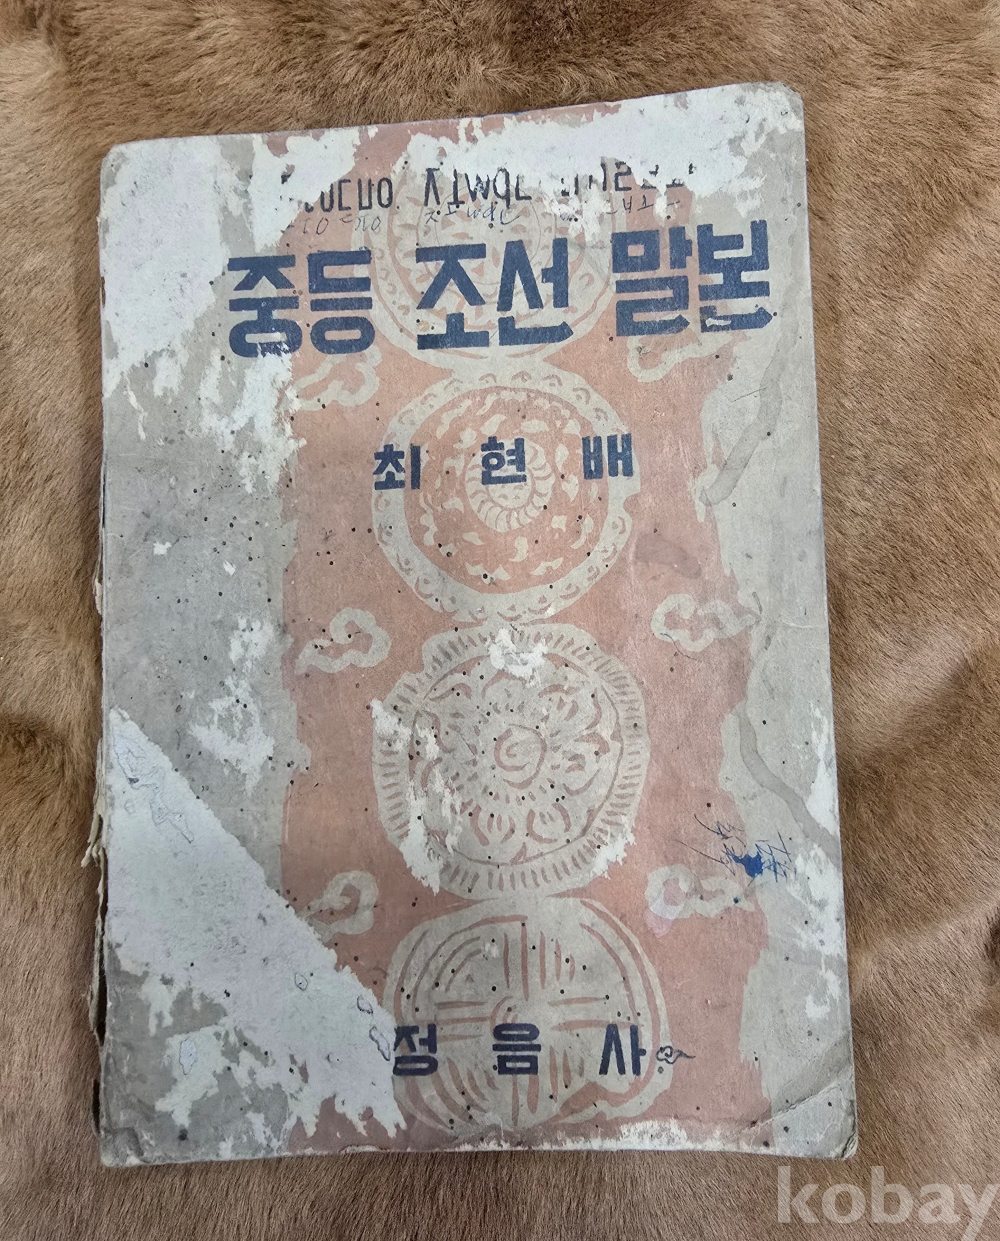 중등 조선 말본
최 현 배
정 음 사
kobay